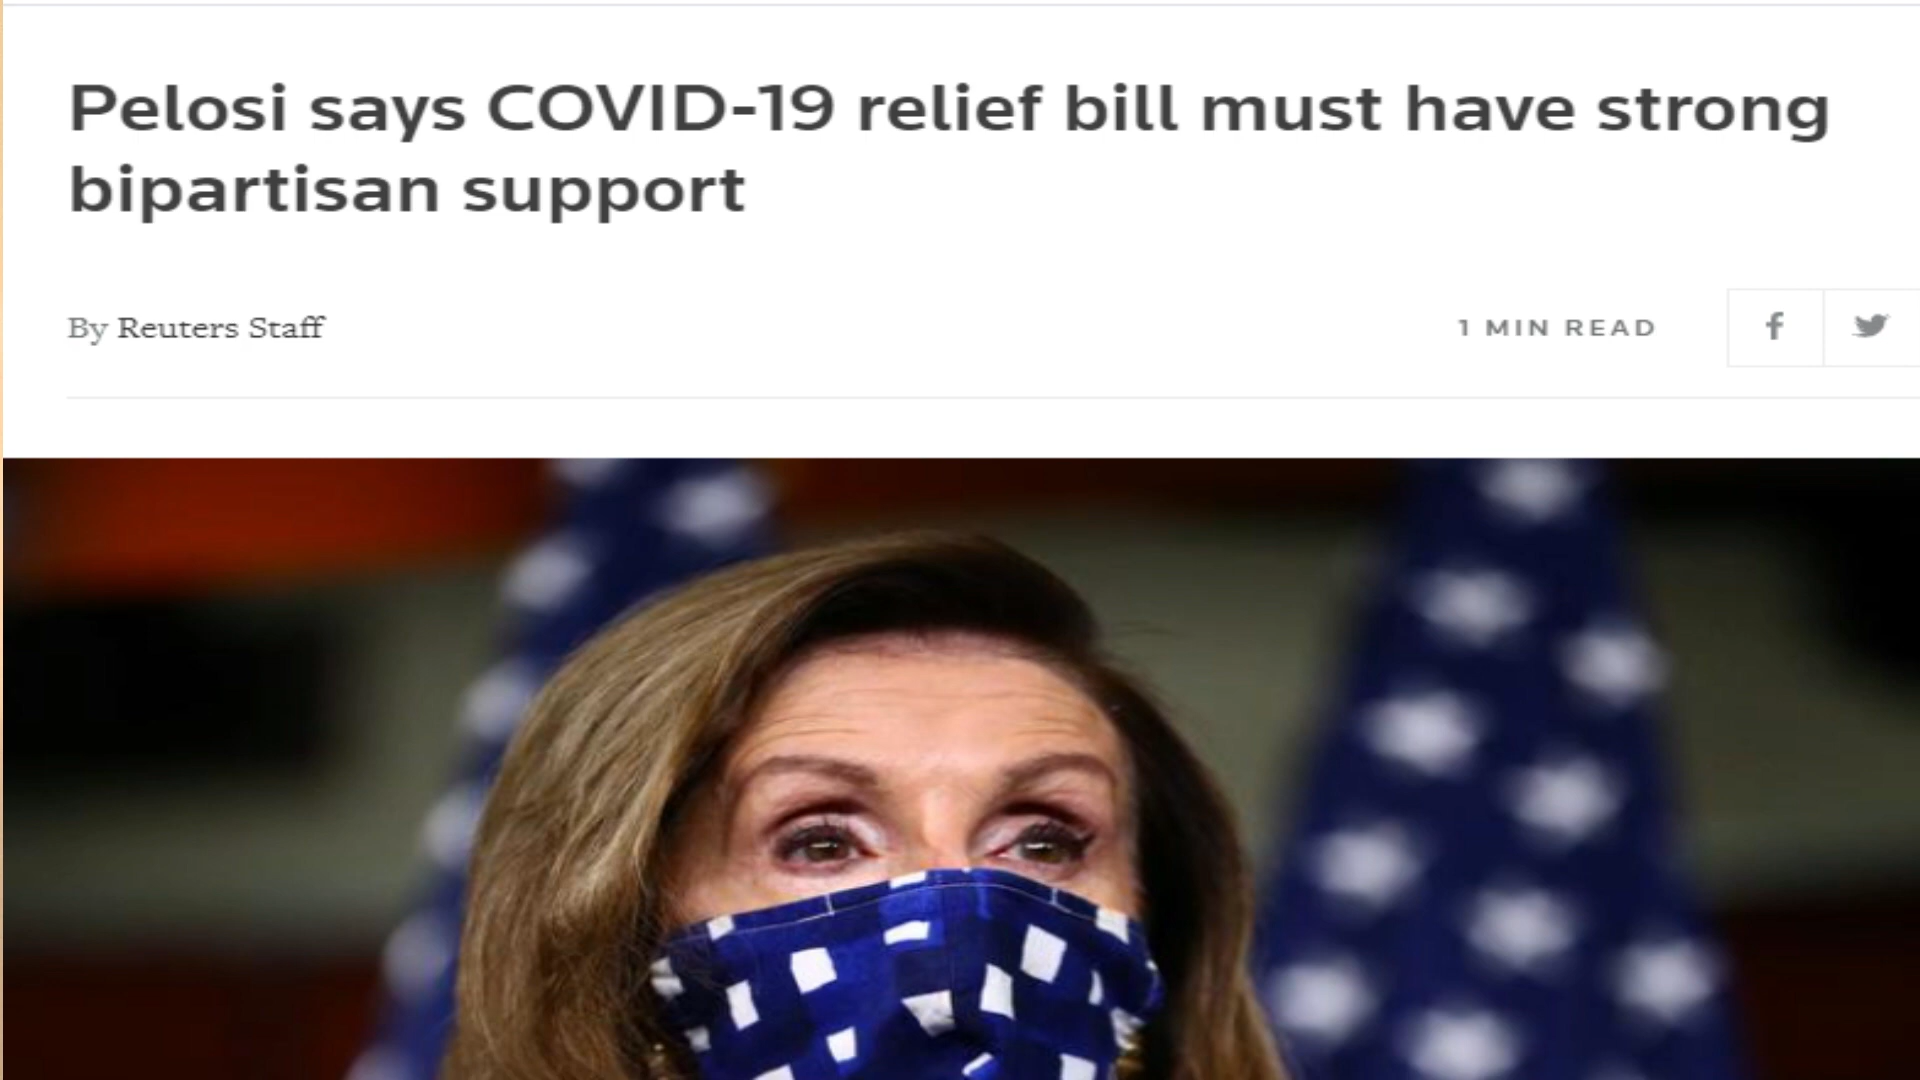 Pelosi says COVID-19 relief bill must have strong
bipartisan support
By Reuters Staff
1 MIN READ